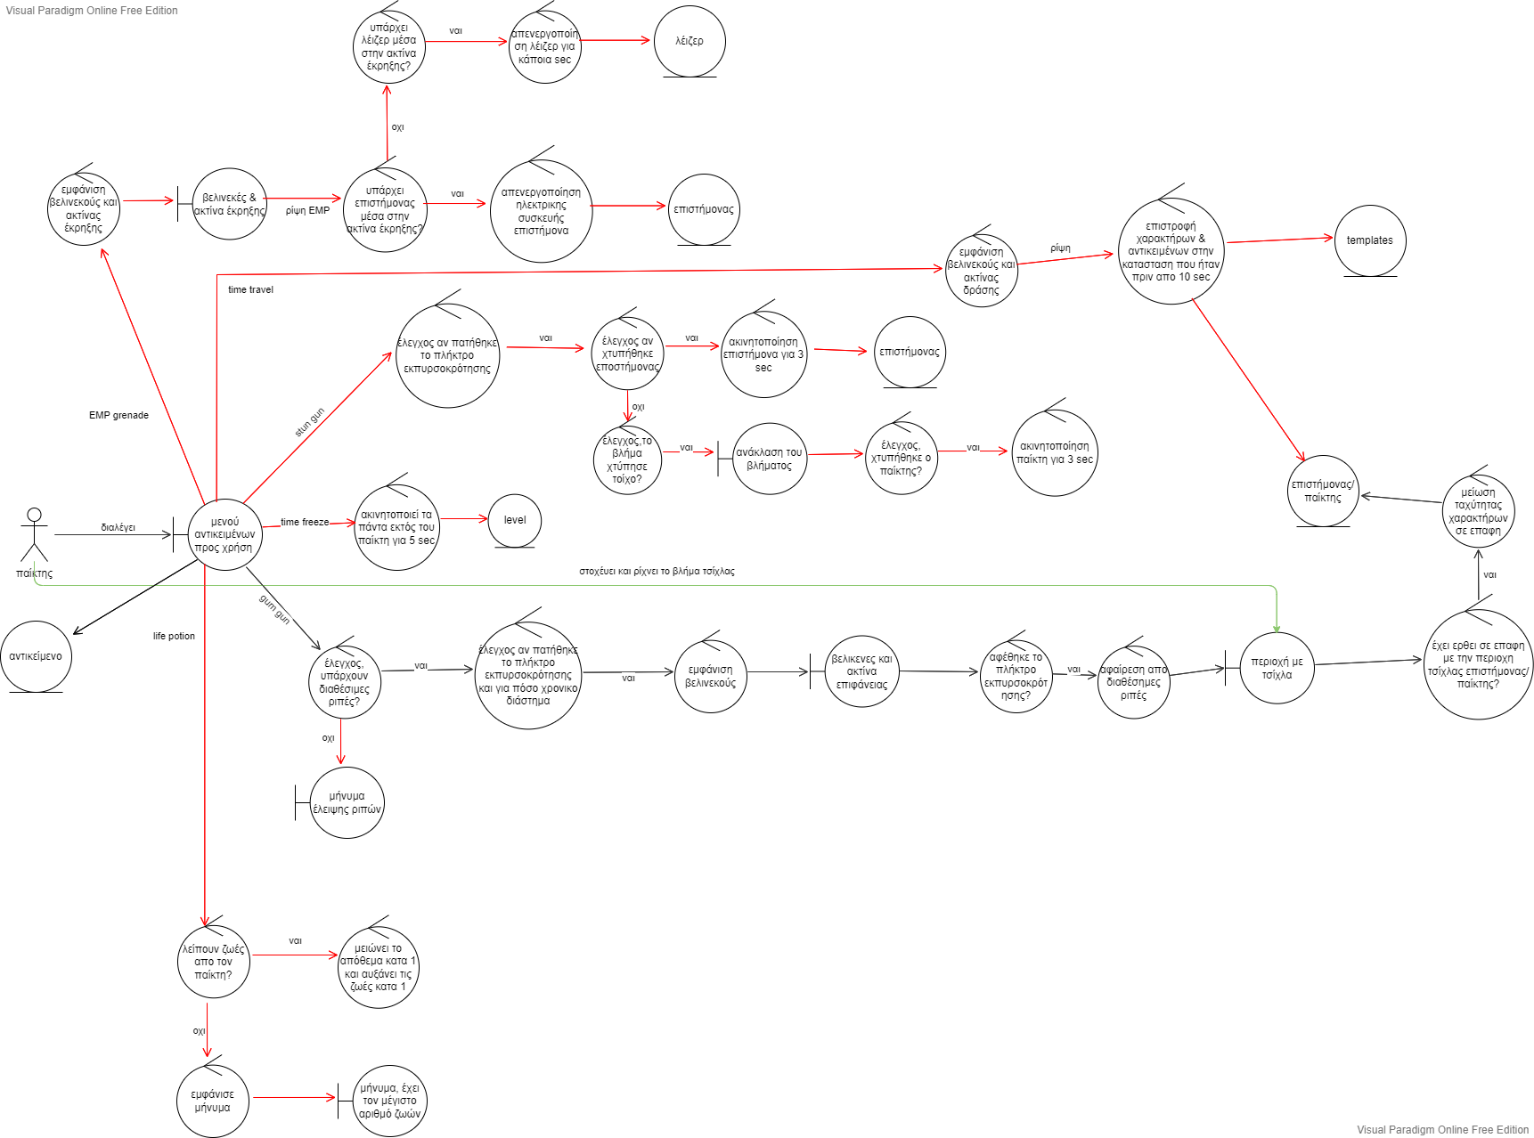 Visual Paradigm Online Free Edition
υπάρχει
λέιζερ μέσα
στην ακτίνα
έκρηξης?
ναι
απενεργοποίη
ση λέιζερ για
κάποια sec
λέιζερ
οχι
εμφάνιση
βελινεκούς και
ακτίνας
έκρηξης
βελινεκές &
ακτίνα έκρηξης
ρίψη EMP
υπάρχει
επιστήμονας
μέσα στην
ακτίνα έκρηξης?
ναι
απενεργοποίηση
ηλεκτρικης
συσκευής
επιστήμονα
επιστήμονας
time travel
εμφάνιση
βελινεκούς και
ακτίνας
δράσης
ρίψη
επιστροφή
χαρακτήρων &
αντικειμένων στην
κατασταση που ήταν
πριν απο 10 sec
templates
έλεγχος αν πατήθηκε
το πλήκτρο
εκπυρσοκρότησης
ναι
έλεγχος αν
χτυπήθηκε
εποστήμονας
ναι
ακινητοποίηση
επιστήμονα για 3
sec
επιστήμονας
EMP grenade
stun gun
οχι
έλεγχος,το
βλήμα
χτύπησε
τοίχο?
ναι
ανάκλαση του
βλήματος
έλεγχος,
χτυπήθηκε ο
παίκτης?
ναι
ακινητοποίηση
παίκτη για 3 sec
επιστήμονας/
παίκτης
μείωση
ταχύτητας
χαρακτήρων
σε επαφη
παίκτης
διαλέγει
μενού
αντικειμένων
προς χρήση
time freeze
ακινητοποιεί τα
πάντα εκτός του
παίκτη για 5 sec
level
στοχέυει και ρίχνει το βλήμα τσίχλας
ναι
gum gun
life potion
αντικείμενο
έλεγχος,
υπάρχουν
διαθέσιμες
ριπές?
ναι
έλεγχος αν πατήθηκε
το πλήκτρο
εκπυρσοκρότησης
και για πόσο χρονικο
διάστημα
ναι
εμφάνιση
βελινεκούς
βελικενες και
ακτίνα
επιφάνειας
αφέθηκε το
πλήκτρο
εκπυρσοκρότ
ησης?
ναι
αφαίρεση απο
διαθέσημες
ριπές
περιοχή με
τσίχλα
έχει ερθει σε επαφη
με την περιοχη
τσίχλας επιστήμονας/
παίκτης?
οχι
μήνυμα
έλειψης ριπών
λείπουν ζωές
απο τον
παίκτη?
ναι
μειώνει το
απόθεμα κατα 1
και αυξάνει τις
ζωές κατα 1
οχι
εμφάνισε
μήνυμα
μήνυμα, έχει
τον μέγιστο
αριθμό ζωών
Visual Paradigm Online Free Edition